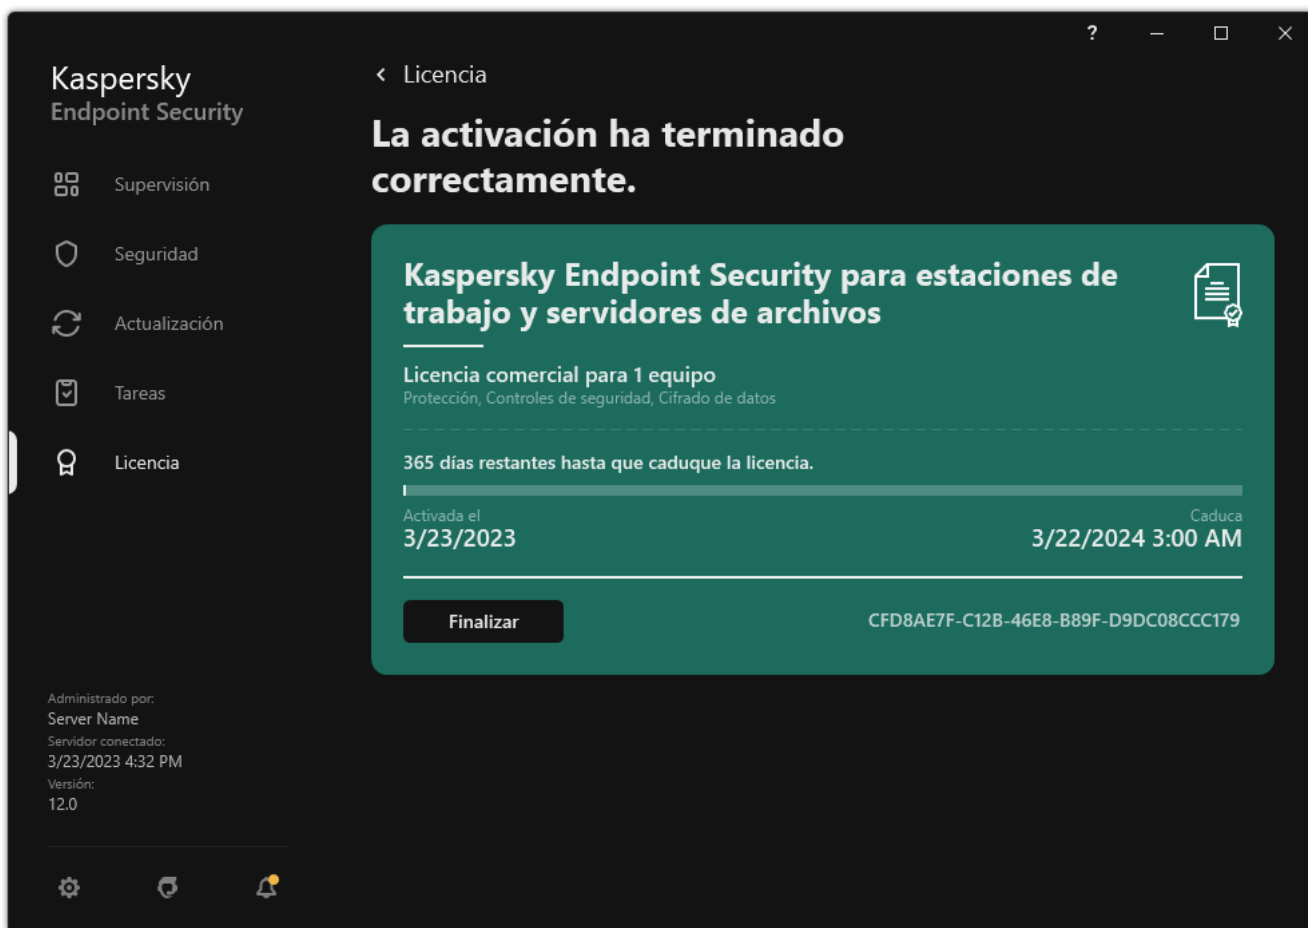 ?
Kaspersky
Endpoint Security
Supervisión
Seguridad
Actualización
Tareas
Licencia
Administrado por:
Server Name
Servidor conectado:
3/23/2023 4:32 PM
Versión:
12.0
Licencia
La activación ha terminado
correctamente.
Kaspersky Endpoint Security para estaciones de
trabajo y servidores de archivos
Licencia comercial para 1 equipo
Protección, Controles de seguridad, Cifrado de datos
365 días restantes hasta que caduque la licencia.
Activada el
3/23/2023
Caduca
3/22/2024 3:00 AM
Finalizar
CFD8AE7F-C12B-46E8-B89F-D9DC08CCC179